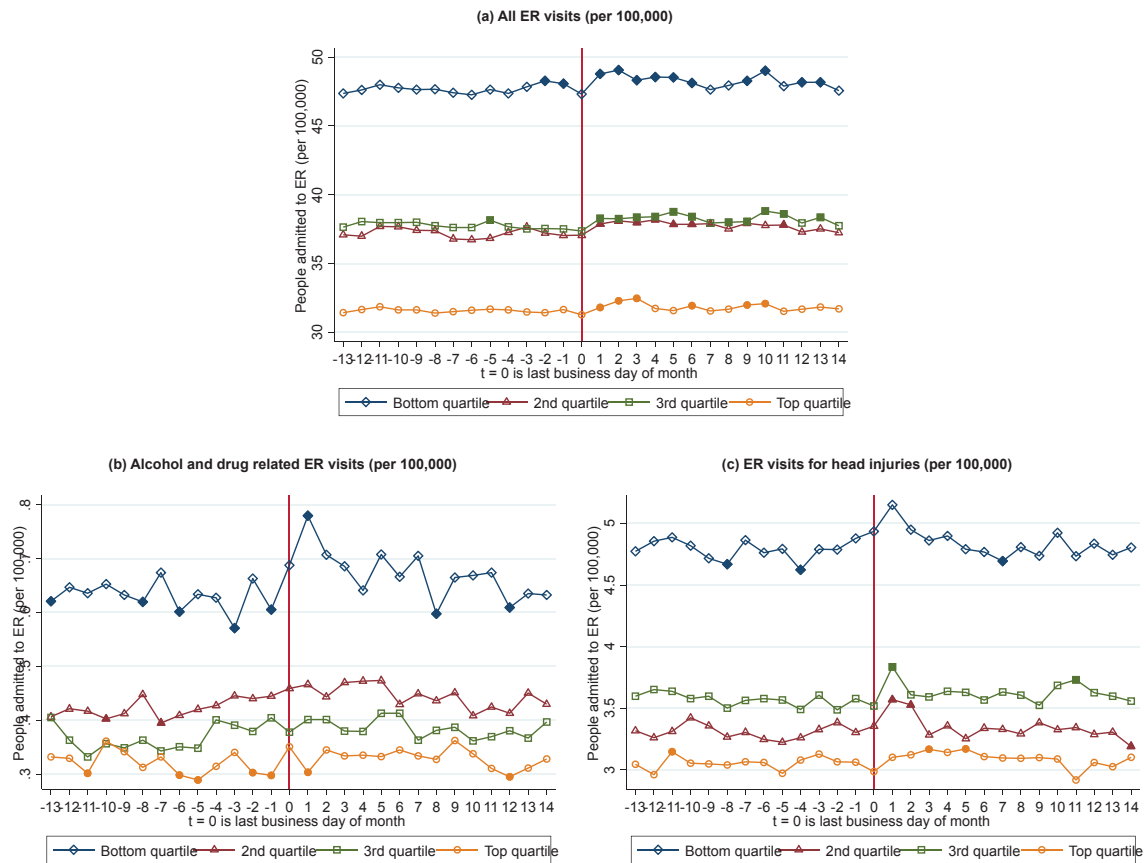 (a) All ER visits (per 100,000)
People admitted to ER (per 100,000)
50
45
40
35
30
-13 -12 -11 -10 -9 -8 -7 -6 -5 -4 -3 -2 -1 0 1 2 3 4 5 6 7 8 9 10 11 12 13 14
t = 0 is last business day of month
Bottom quartile 2nd quartile 3rd quartile Top quartile
(b) Alcohol and drug related ER visits (per 100,000)
People admitted to ER (per 100,000)
.8
.7
.6
.5
.4
.3
-13 -12 -11 -10 -9 -8 -7 -6 -5 -4 -3 -2 -1 0 1 2 3 4 5 6 7 8 9 10 11 12 13 14
t = 0 is last business day of month
Bottom quartile 2nd quartile 3rd quartile Top quartile
(c) ER visits for head injuries (per 100,000)
People admitted to ER (per 100,000)
5
4.5
4
3.5
3
-13 -12 -11 -10 -9 -8 -7 -6 -5 -4 -3 -2 -1 0 1 2 3 4 5 6 7 8 9 10 11 12 13 14
t = 0 is last business day of month
Bottom quartile 2nd quartile 3rd quartile Top quartile